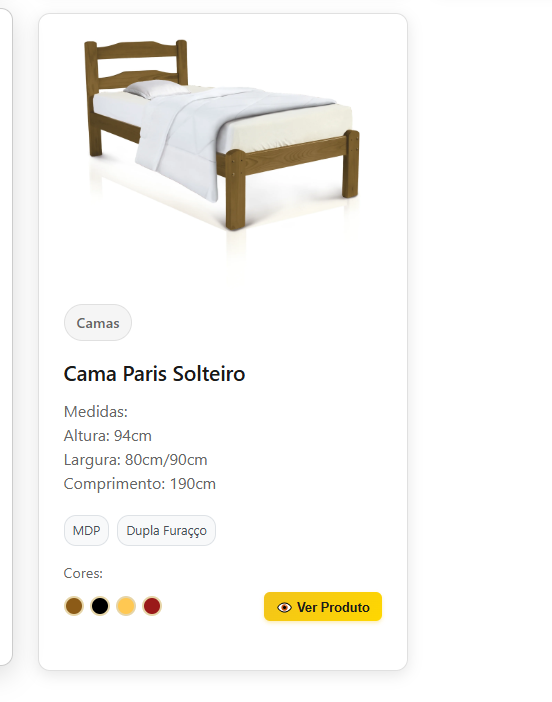 Camas
Cama Paris Solteiro
Medidas:
Altura: 94cm
Largura: 80cm/90cm
Comprimento: 190cm
MDP
Dupla Furaçço
Cores:
Ver Produto